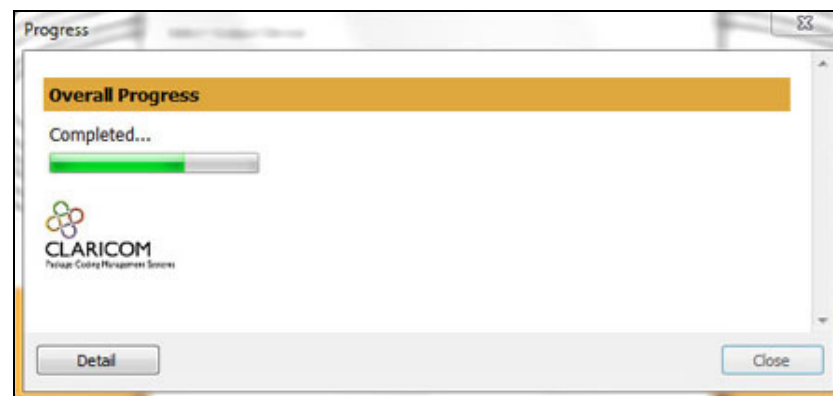 Progress
Overall Progress
Completed...
CLARICOM
Package Coding Management Systems
Detail
Close